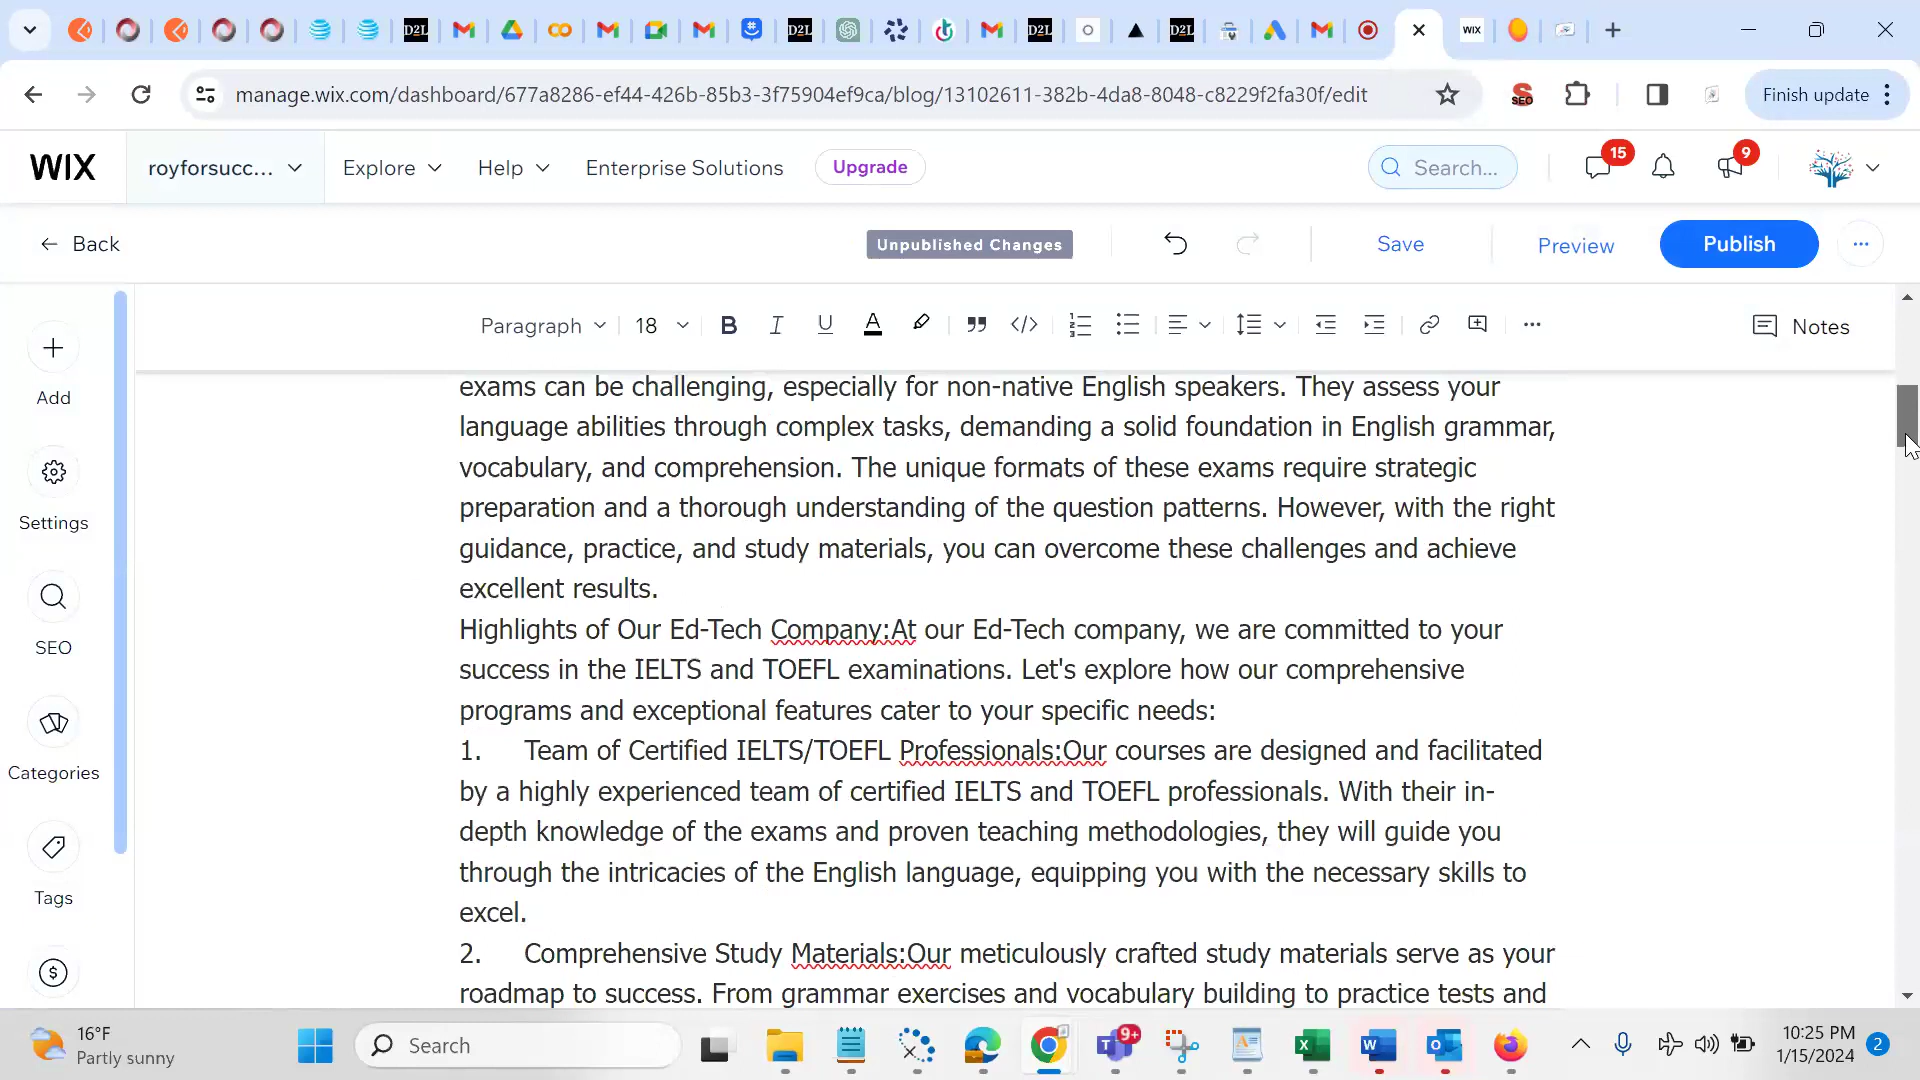 D2L
D2L
D2L
D2L
WIX
manage.wix.com/dashboard/677a8286-ef44-426b-85b3-3f75904ef9ca/blog/13102611-382b-4da8-8048-c8229f2fa30f/edit
SEO
Finish update
WIX
royforsucc...
Explore
Help
Enterprise Solutions
Upgrade
Search...
15
9
Back
Unpublished Changes
Save
Preview
Publish
Paragraph
18
B
I
U
A
Notes
Add
Settings
SEO
Categories
Tags
exams can be challenging, especially for non-native English speakers. They assess your
language abilities through complex tasks, demanding a solid foundation in English grammar,
vocabulary, and comprehension. The unique formats of these exams require strategic
preparation and a thorough understanding of the question patterns. However, with the right
guidance, practice, and study materials, you can overcome these challenges and achieve
excellent results.
Highlights of Our Ed-Tech Company:At our Ed-Tech company, we are committed to your
success in the IELTS and TOEFL examinations. Let's explore how our comprehensive
programs and exceptional features cater to your specific needs:
1. Team of Certified IELTS/TOEFL Professionals:Our courses are designed and facilitated
by a highly experienced team of certified IELTS and TOEFL professionals. With their in-
depth knowledge of the exams and proven teaching methodologies, they will guide you
through the intricacies of the English language, equipping you with the necessary skills to
excel.
2. Comprehensive Study Materials:Our meticulously crafted study materials serve as your
roadmap to success. From grammar exercises and vocabulary building to practice tests and
16°F
Partly sunny
Search
9+
10:25 PM
1/15/2024
2